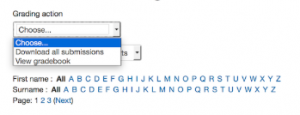 Grading action
Choose...
Choose...
Download all submissions
View gradebook
ts
First name : All A B C D E F G H I J K L M N O P Q R S T U V W X Y Z
Surname : All A B C D E F G H I J K L M N O P Q R S T U V W X Y Z
Page: 1 2 3 (Next)